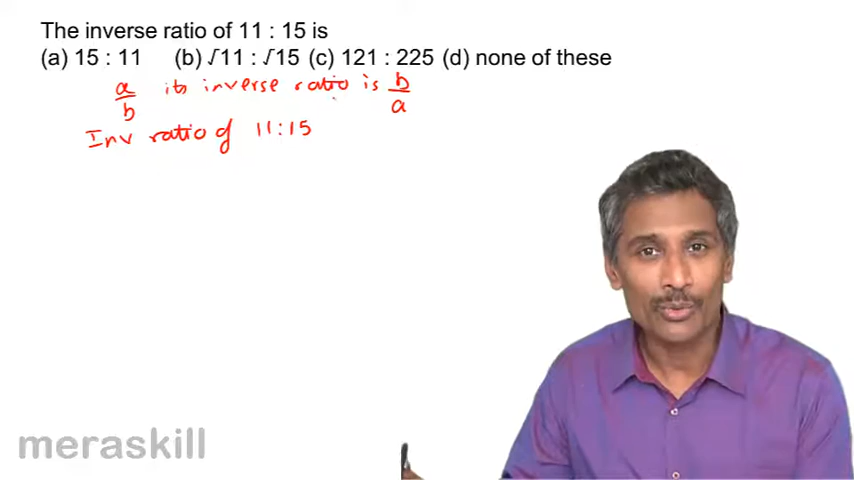 The inverse ratio of 11 : 15 is
(a) 15 : 11 (b) √11 : √15 (c) 121 : 225 (d) none of these
a/b its inverse ratio is b/a
Inv ratio of 11:15
meraskill